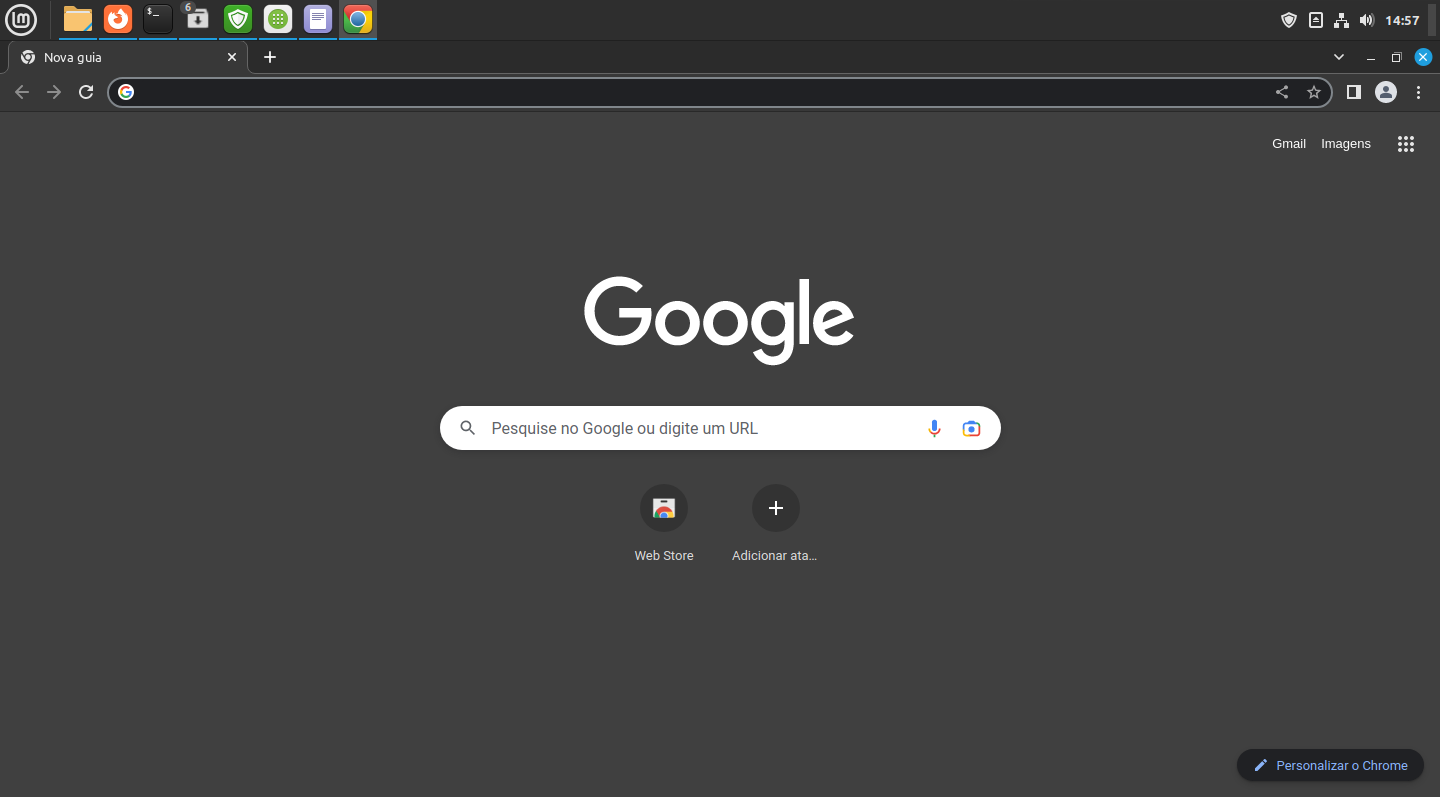 6
$_
14:57
Nova guia
Gmail
Imagens
Google
Pesquise no Google ou digite um URL
Web Store
Adicionar ata...
Personalizar o Chrome